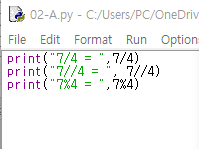 02-A.py - C:/Users/PC/OneDriv
File Edit Format Run Option
print("7/4 = ",7/4)
print("7//4 = ", 7//4)
print("7%4 = ",7%4)